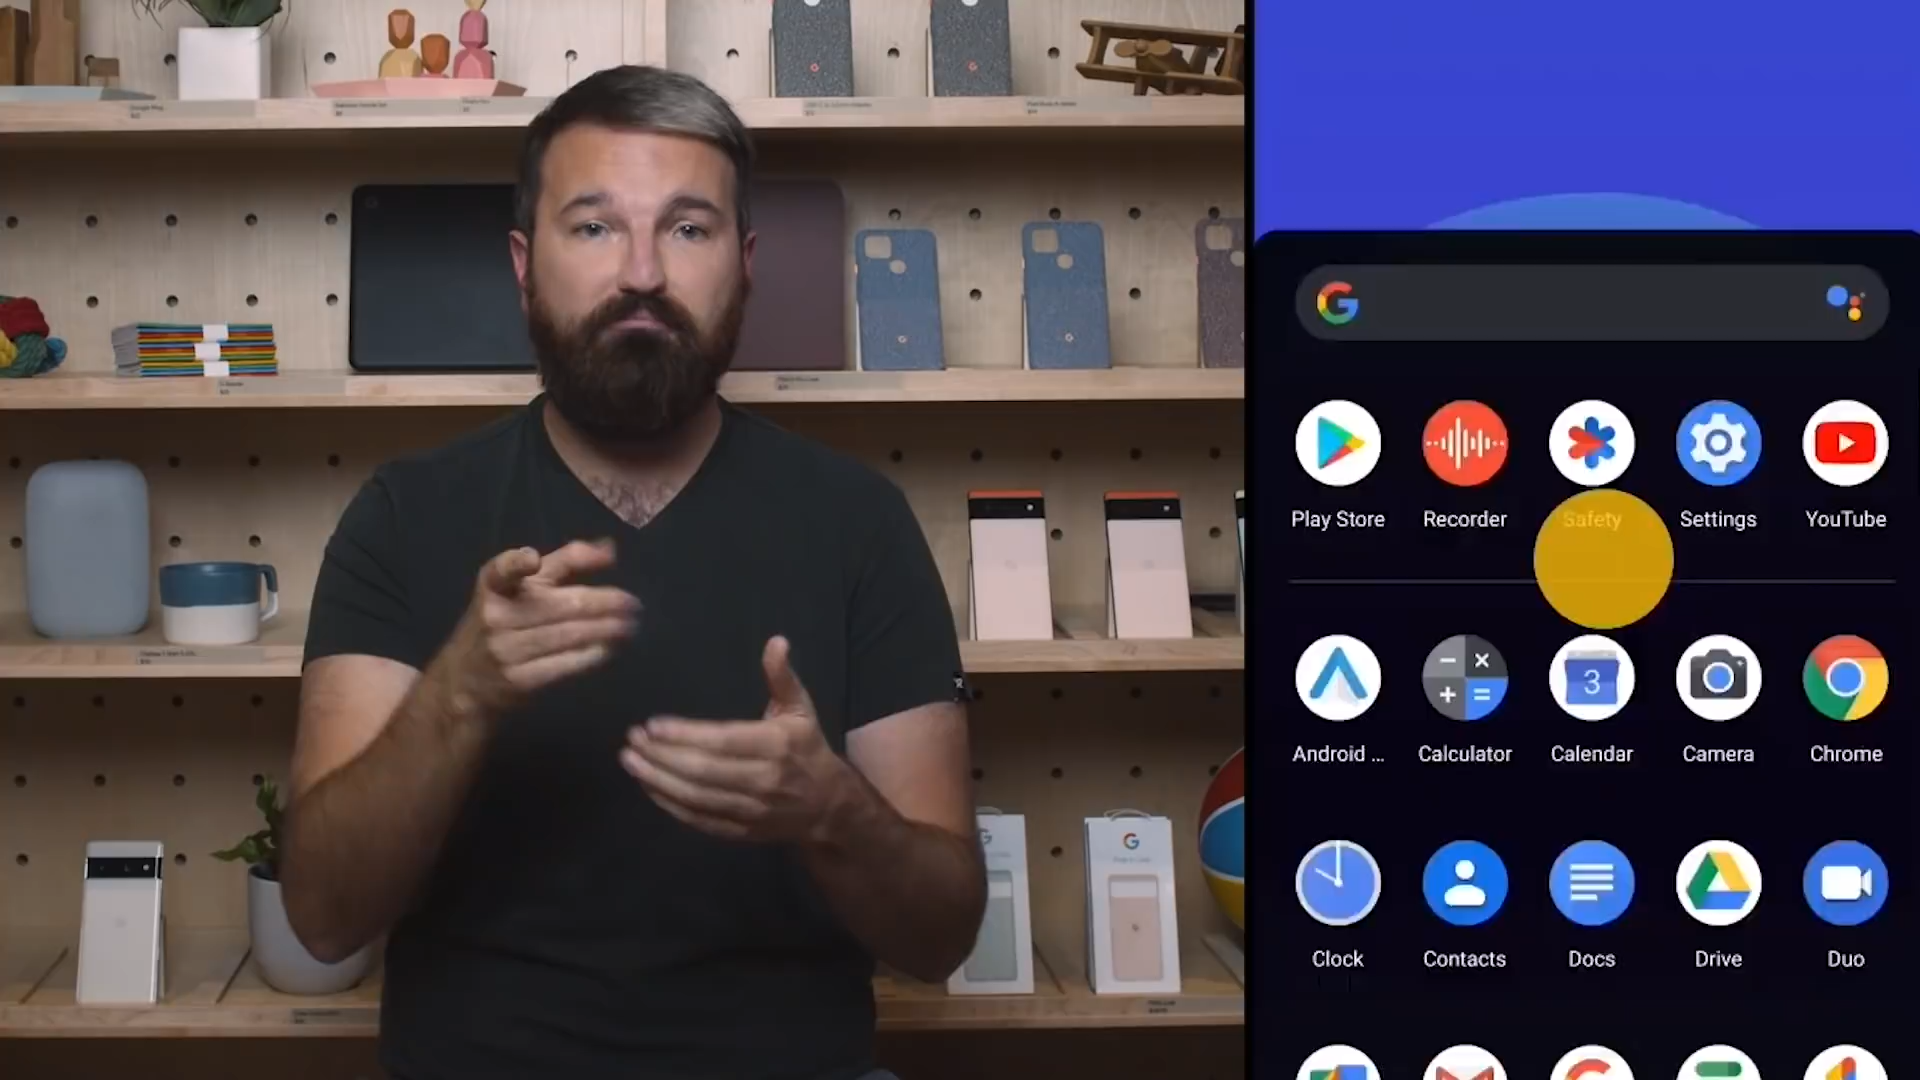 Play Store
Recorder
Safety
Settings
YouTube
Android ...
Calculator
3
Calendar
Camera
Chrome
Clock
Contacts
Docs
Drive
Duo